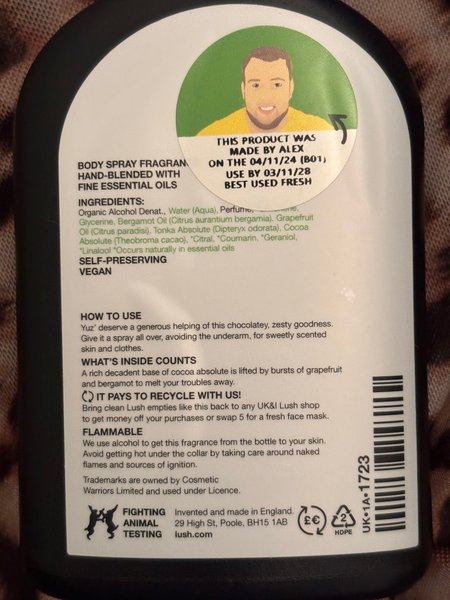 THIS PRODUCT WAS
MADE BY ALEX
ON THE 04/11/24 (B01)
USE BY 03/11/28
BEST USED FRESH
BODY SPRAY
HAND-BLENDED WITH
FINE ESSENTIAL OILS
INGREDIENTS:
Organic Alcohol Denat., Water (Aqua), Perfume,
Glycerine, Bergamot Oil (Citrus aurantium bergamia), Grapefruit
Oil (Citrus paradisi), Tonka Absolute (Dipteryx odorata), Cocoa
Absolute (Theobroma cacao), *Citral, *Coumarin, *Geraniol,
*Linalool *Occurs naturally in essential oils
SELF-PRESERVING
VEGAN
HOW TO USE
Yuz' deserve a generous helping of this chocolatey, zesty goodness.
Give it a spray all over, avoiding the underarm, for sweetly scented
skin and clothes.
WHAT'S INSIDE COUNTS
A rich decadent base of cocoa absolute is lifted by bursts of grapefruit
and bergamot to melt your troubles away.
IT PAYS TO RECYCLE WITH US!
Bring clean Lush empties like this back to any UK&I Lush shop
to get money off your purchases or swap 5 for a fresh face mask.
FLAMMABLE
We use alcohol to get this fragrance from the bottle to your skin.
Avoid getting hot under the collar by taking care around naked
flames and sources of ignition.
Trademarks are owned by Cosmetic
Warriors Limited and used under Licence.
FIGHTING
ANIMAL
TESTING
Invented and made in England.
29 High St, Poole, BH15 1AB
lush.com
£€
2
HDPE
UK•1A•1723